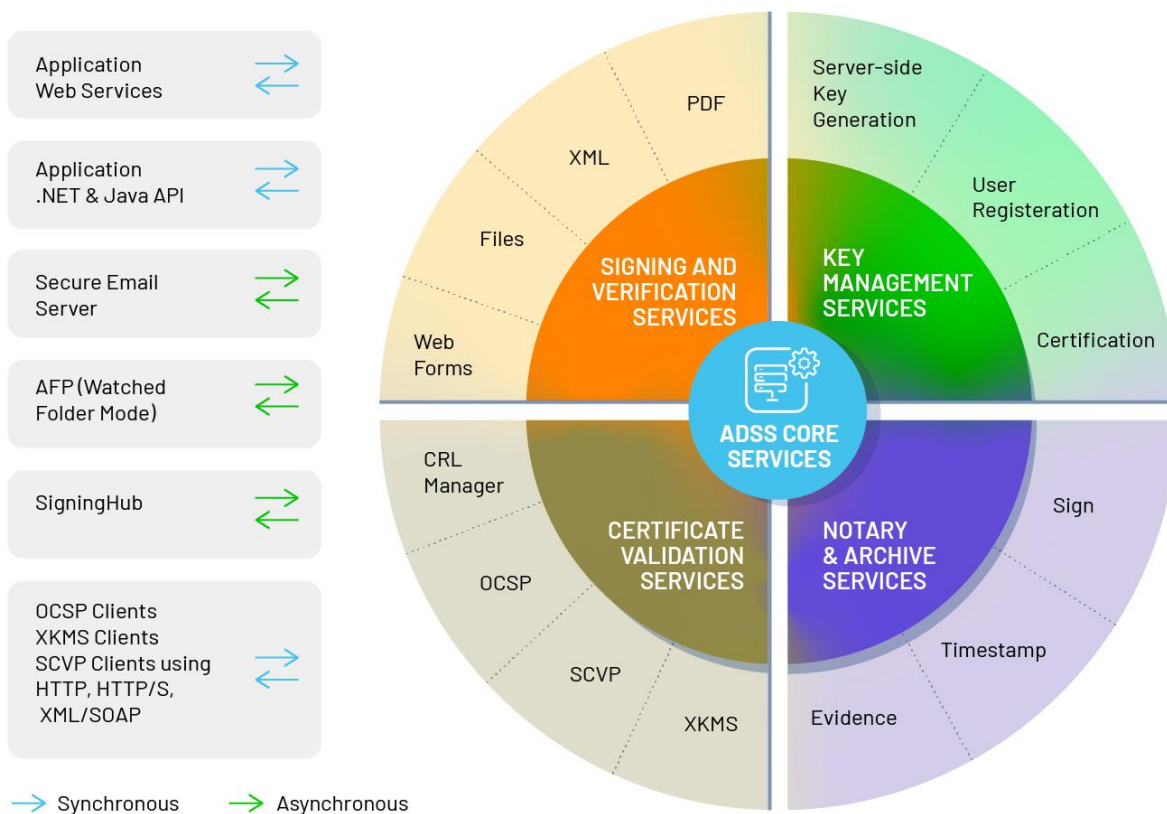 Application
Web Services
Application
.NET & Java API
Secure Email
Server
AFP (Watched
Folder Mode)
SigningHub
OCSP Clients
XKMS Clients
SCVP Clients using
HTTP, HTTP/S,
XML/SOAP
Synchronous
Asynchronous
PDF
XML
Files
Web
Forms
SIGNING AND
VERIFICATION
SERVICES
Server-side
Key
Generation
User
Registeration
Certification
KEY
MANAGEMENT
SERVICES
ADSS CORE
SERVICES
CRL
Manager
OCSP
SCVP
XKMS
CERTIFICATE
VALIDATION
SERVICES
NOTARY
& ARCHIVE
SERVICES
Sign
Timestamp
Evidence